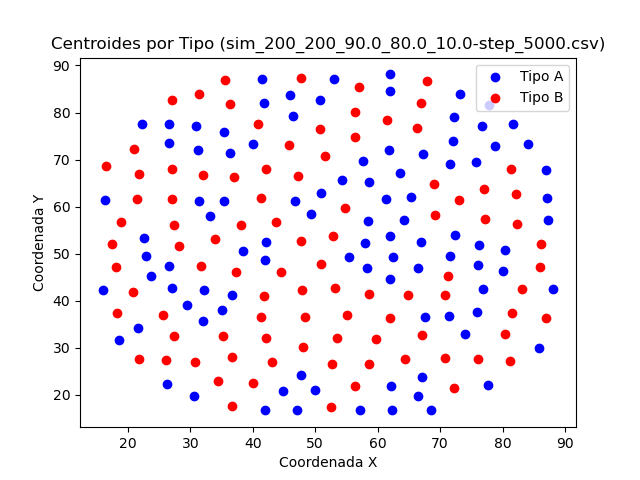 Centroides por Tipo (sim_200_200_90.0_80.0_10.0-step_5000.csv)
Tipo A
Tipo B
90
80
70
60
50
40
30
20
Coordenada Y
20 30 40 50 60 70 80 90
Coordenada X